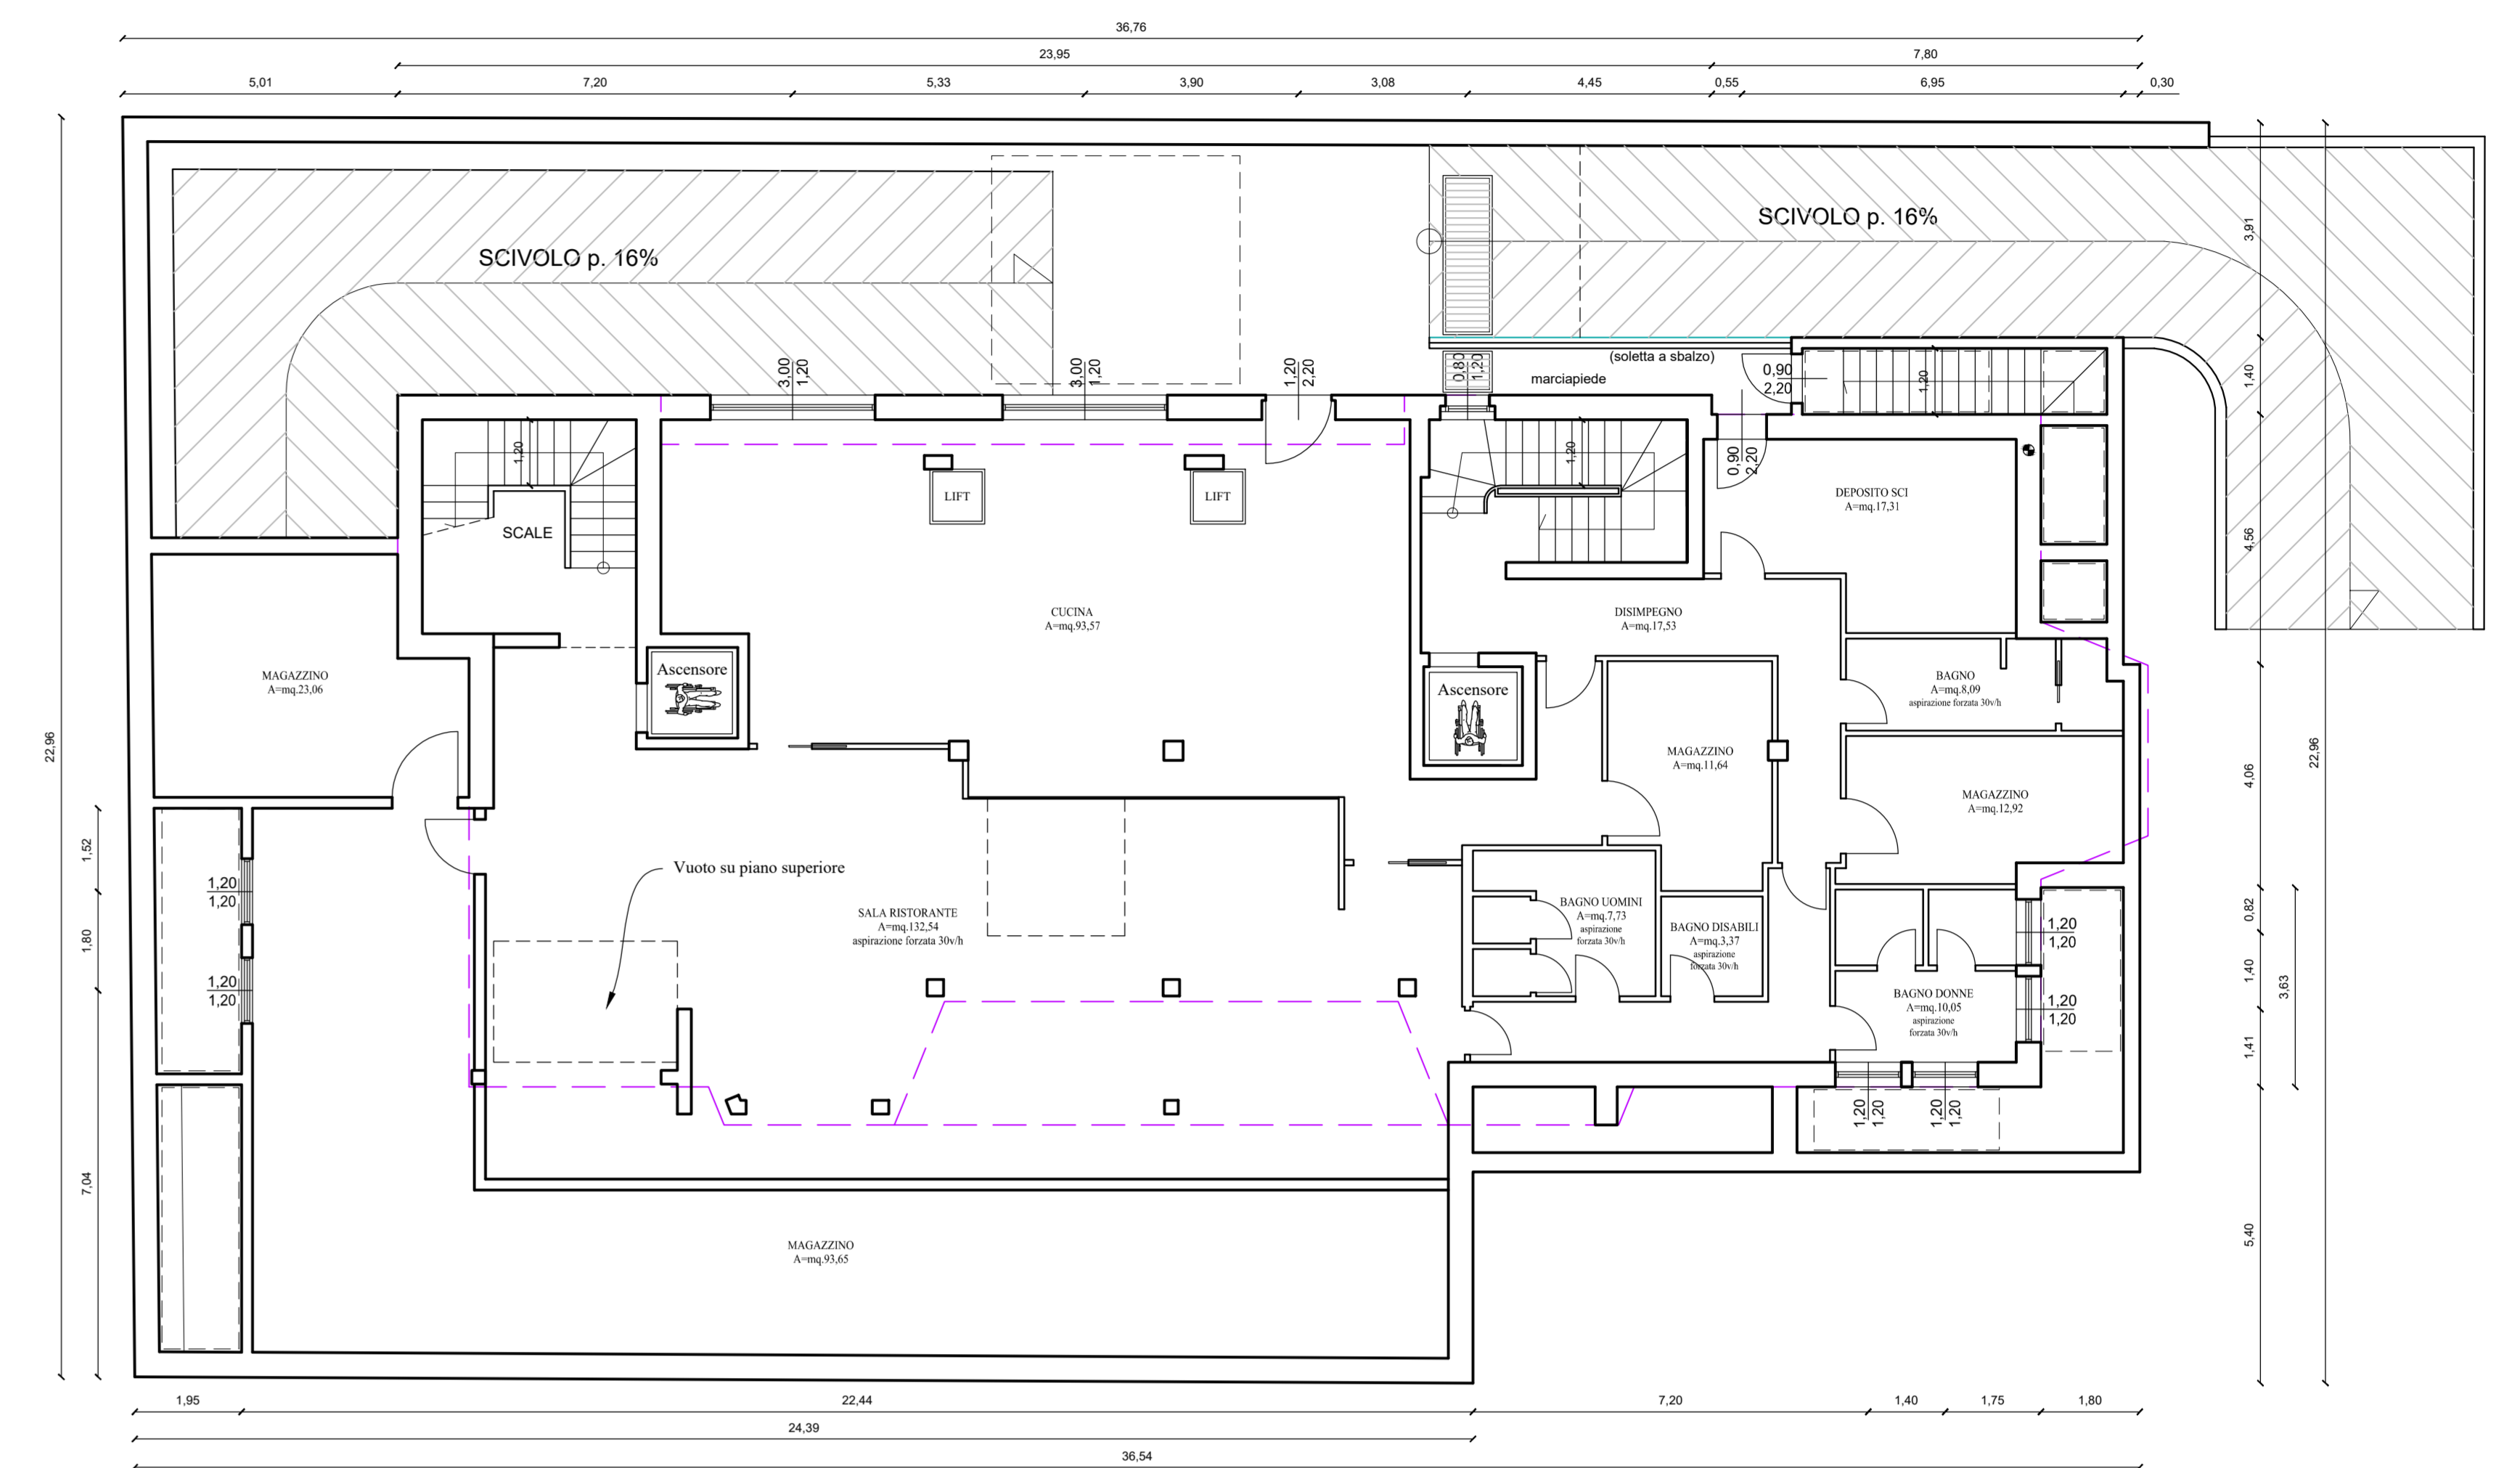 36,76
23,95
7,80
5,01
7,20
5,33
3,90
3,08
4,45
0,55
6,95
0,30
SCIVOLO p. 16%
SCIVOLO p. 16%
3,91
(soletta a sbalzo)
marciapiede
3,00
1,20
3,00
1,20
1,20
2,20
0,80
1,20
0,90
2,20
1,20
1,40
1,20
1,20
0,90
2,20
LIFT
LIFT
DEPOSITO SCI
A=mq.17,31
SCALE
4,56
CUCINA
A=mq.93,57
DISIMPEGNO
A=mq.17,53
MAGAZZINO
A=mq.23,06
Ascensore
Ascensore
BAGNO
A=mq.8,09
aspirazione forzata 30v/h
22,96
22,96
MAGAZZINO
A=mq.11,64
4,06
MAGAZZINO
A=mq.12,92
1,52
Vuoto su piano superiore
1,20
1,20
SALA RISTORANTE
A=mq.132,54
aspirazione forzata 30v/h
BAGNO UOMINI
A=mq.7,73
aspirazione
forzata 30v/h
BAGNO DISABILI
A=mq.3,37
aspirazione
forzata 30v/h
1,20
1,20
0,82
1,80
1,20
1,20
1,40
3,63
BAGNO DONNE
A=mq.10,05
aspirazione
forzata 30v/h
1,20
1,20
1,41
1,20
1,20
1,20
1,20
7,04
5,40
MAGAZZINO
A=mq.93,65
1,95
22,44
7,20
1,40
1,75
1,80
24,39
36,54